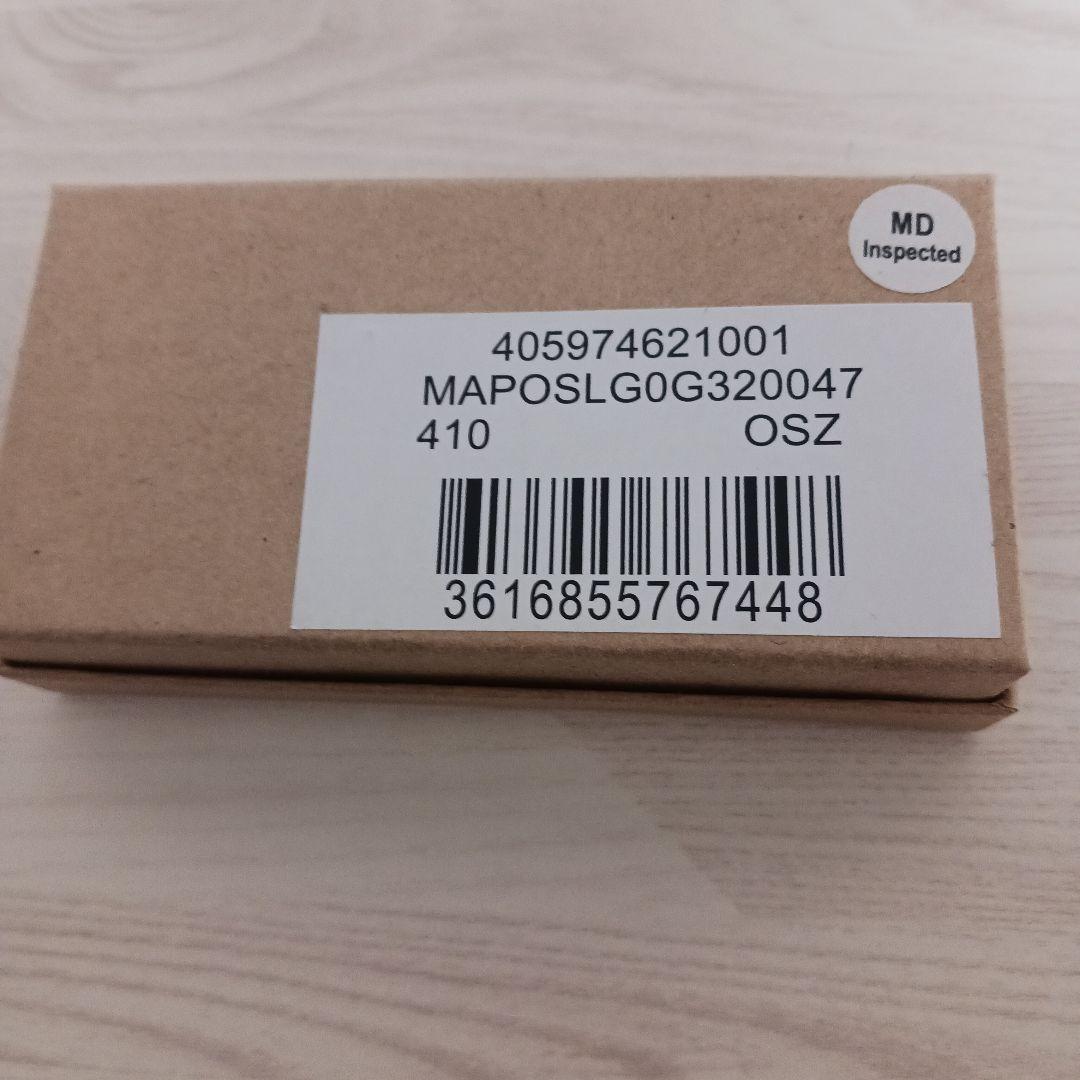 MD
Inspected
405974621001
MAPOSLG0G320047
410 OSZ
3616855767448